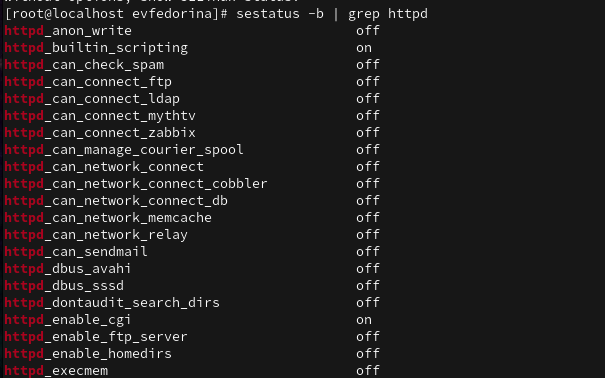 [root@localhost evfedorina]# sestatus -b | grep httpd
httpd_anon_write off
httpd_builtin_scripting on
httpd_can_check_spam off
httpd_can_connect_ftp off
httpd_can_connect_ldap off
httpd_can_connect_mythtv off
httpd_can_connect_zabbix off
httpd_can_manage_courier_spool off
httpd_can_network_connect off
httpd_can_network_connect_cobbler off
httpd_can_network_connect_db off
httpd_can_network_memcache off
httpd_can_network_relay off
httpd_can_sendmail off
httpd_dbus_avahi off
httpd_dbus_sssd off
httpd_dontaudit_search_dirs off
httpd_enable_cgi on
httpd_enable_ftp_server off
httpd_enable_homedirs off
httpd_execmem off